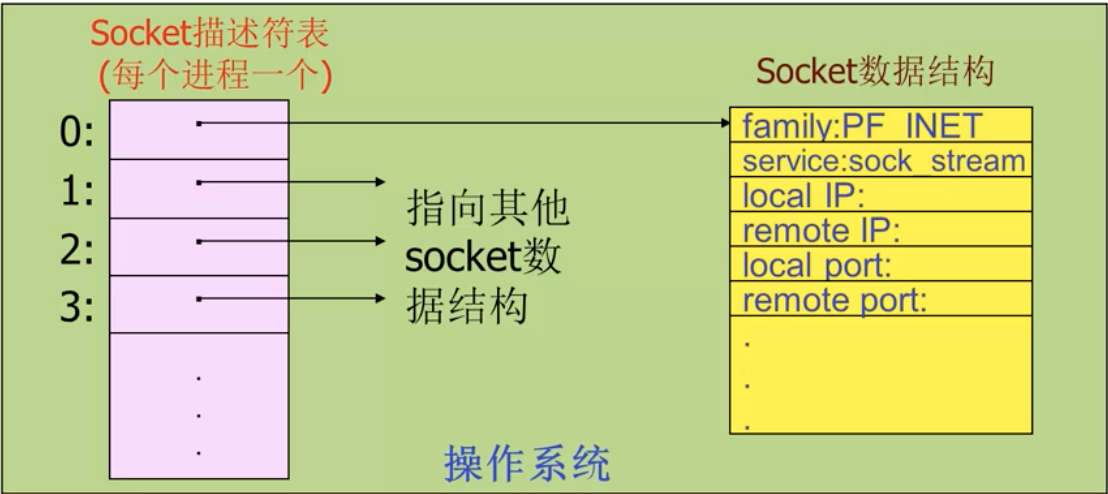 Socket描述符表
(每个进程一个)
Socket数据结构
0:
1:
2:
3:
指向其他
socket数
据结构
family:PF_INET
service:sock_stream
local IP:
remote IP:
local port:
remote port:
.
.
.
.
.
.
操作系统